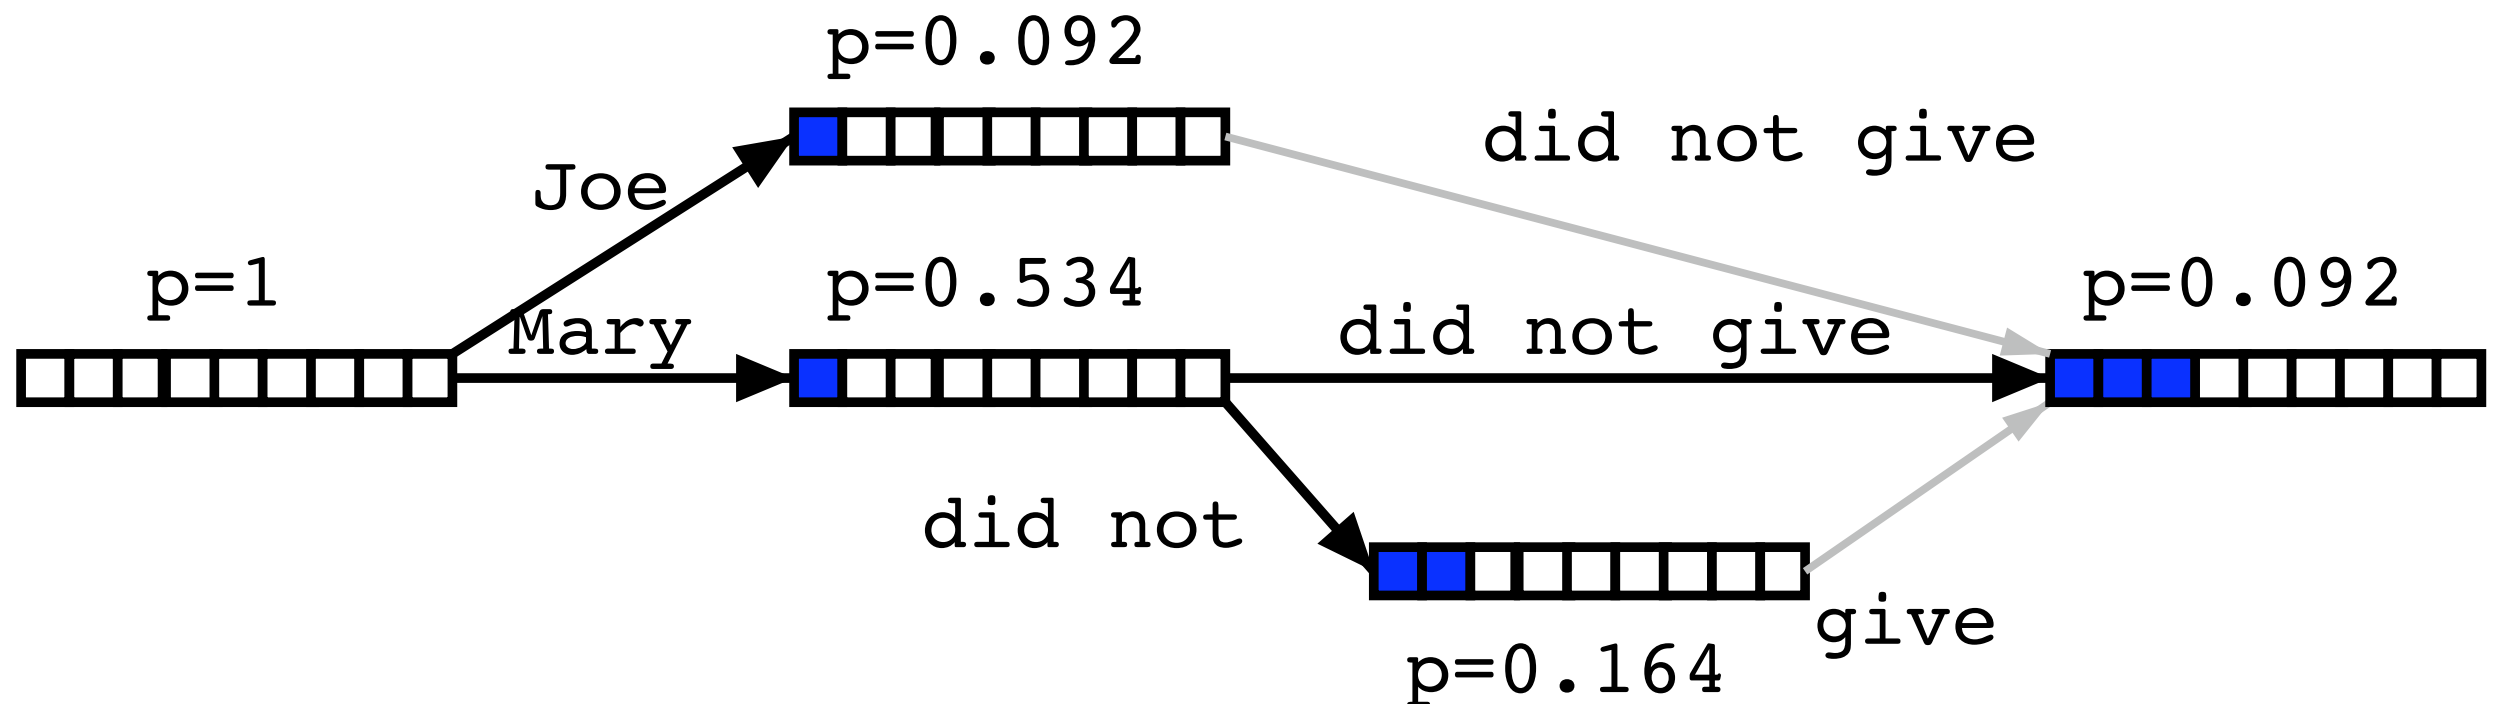 p=0.092
did not give
Joe
p=1
p=0.534
p=0.092
Mary
did not give
did not
give
p=0.164